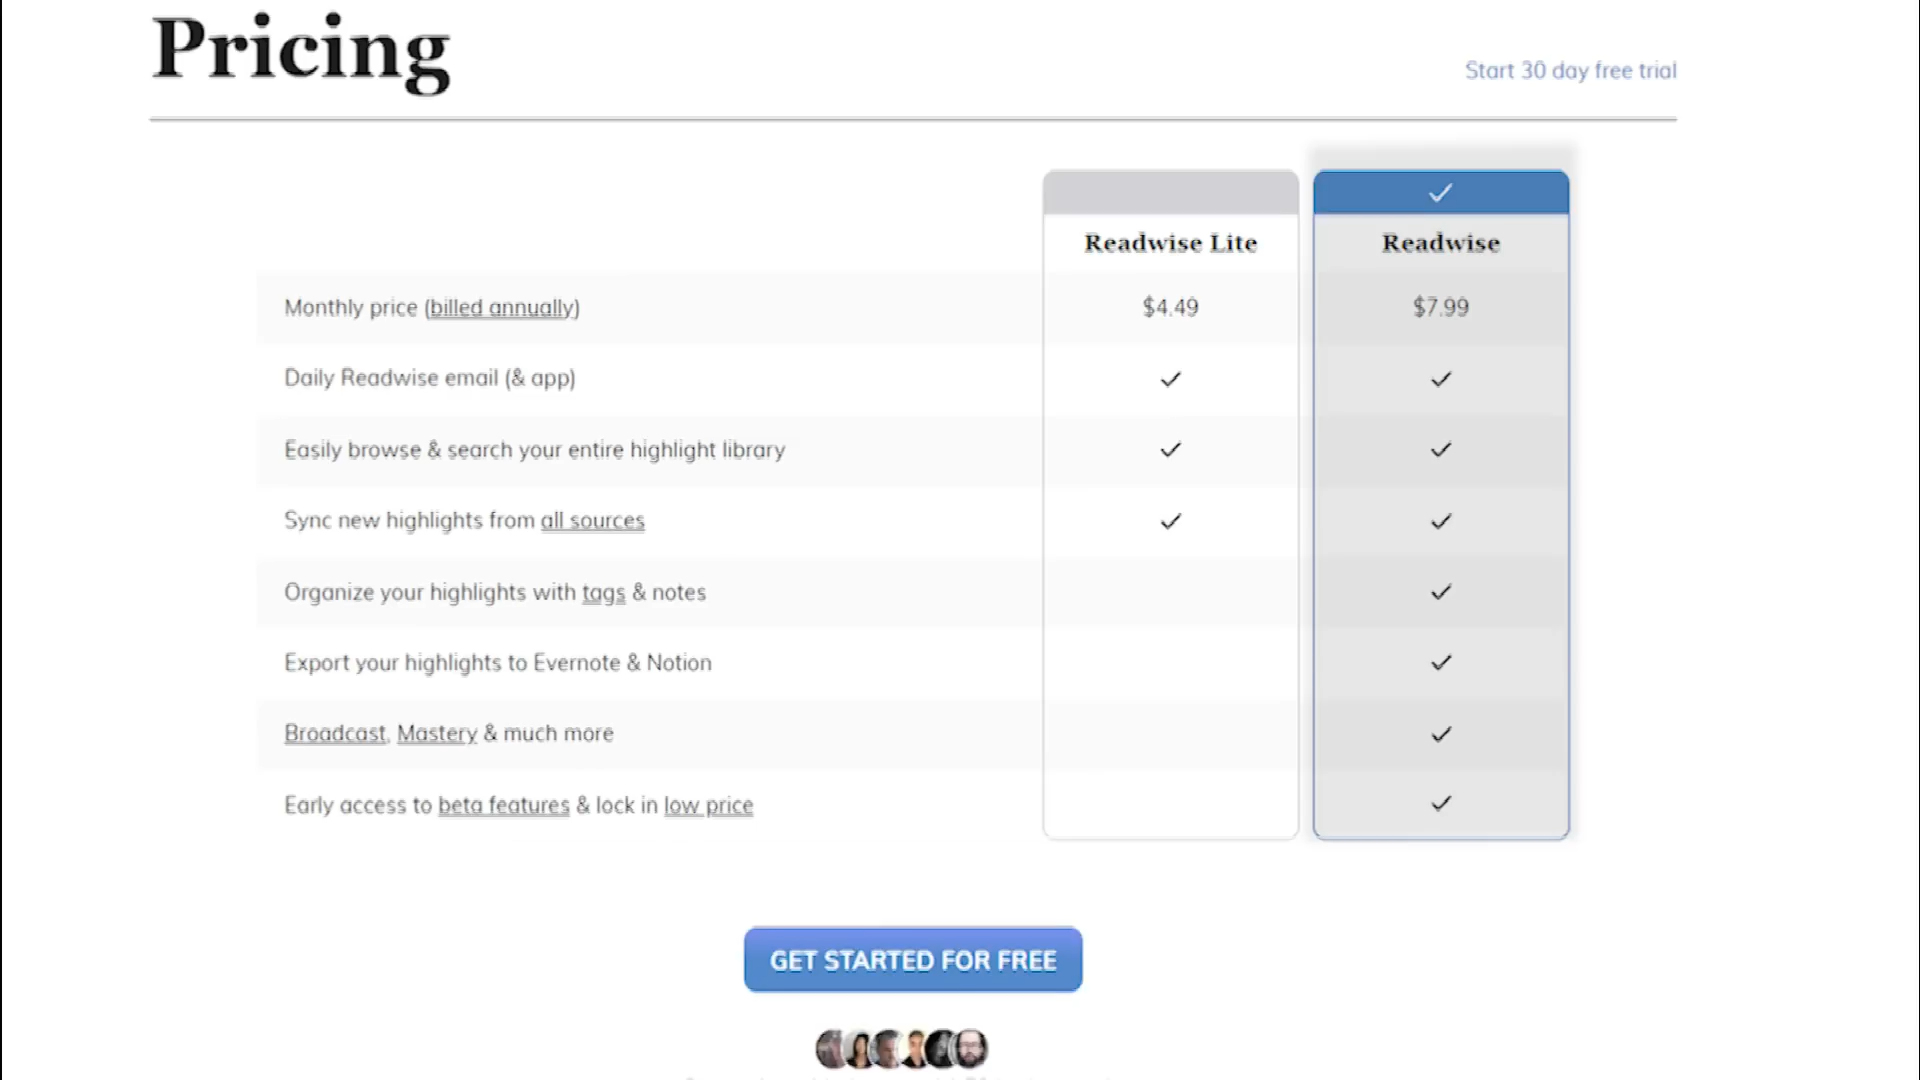 Pricing
Start 30 day free trial
Readwise Lite Readwise
Monthly price (billed annually) $4.49 $7.99
Daily Readwise email (& app)
Easily browse & search your entire highlight library
Sync new highlights from all sources
Organize your highlights with tags & notes
Export your highlights to Evernote & Notion
Broadcast, Mastery & much more
Early access to beta features & lock in low price
GET STARTED FOR FREE